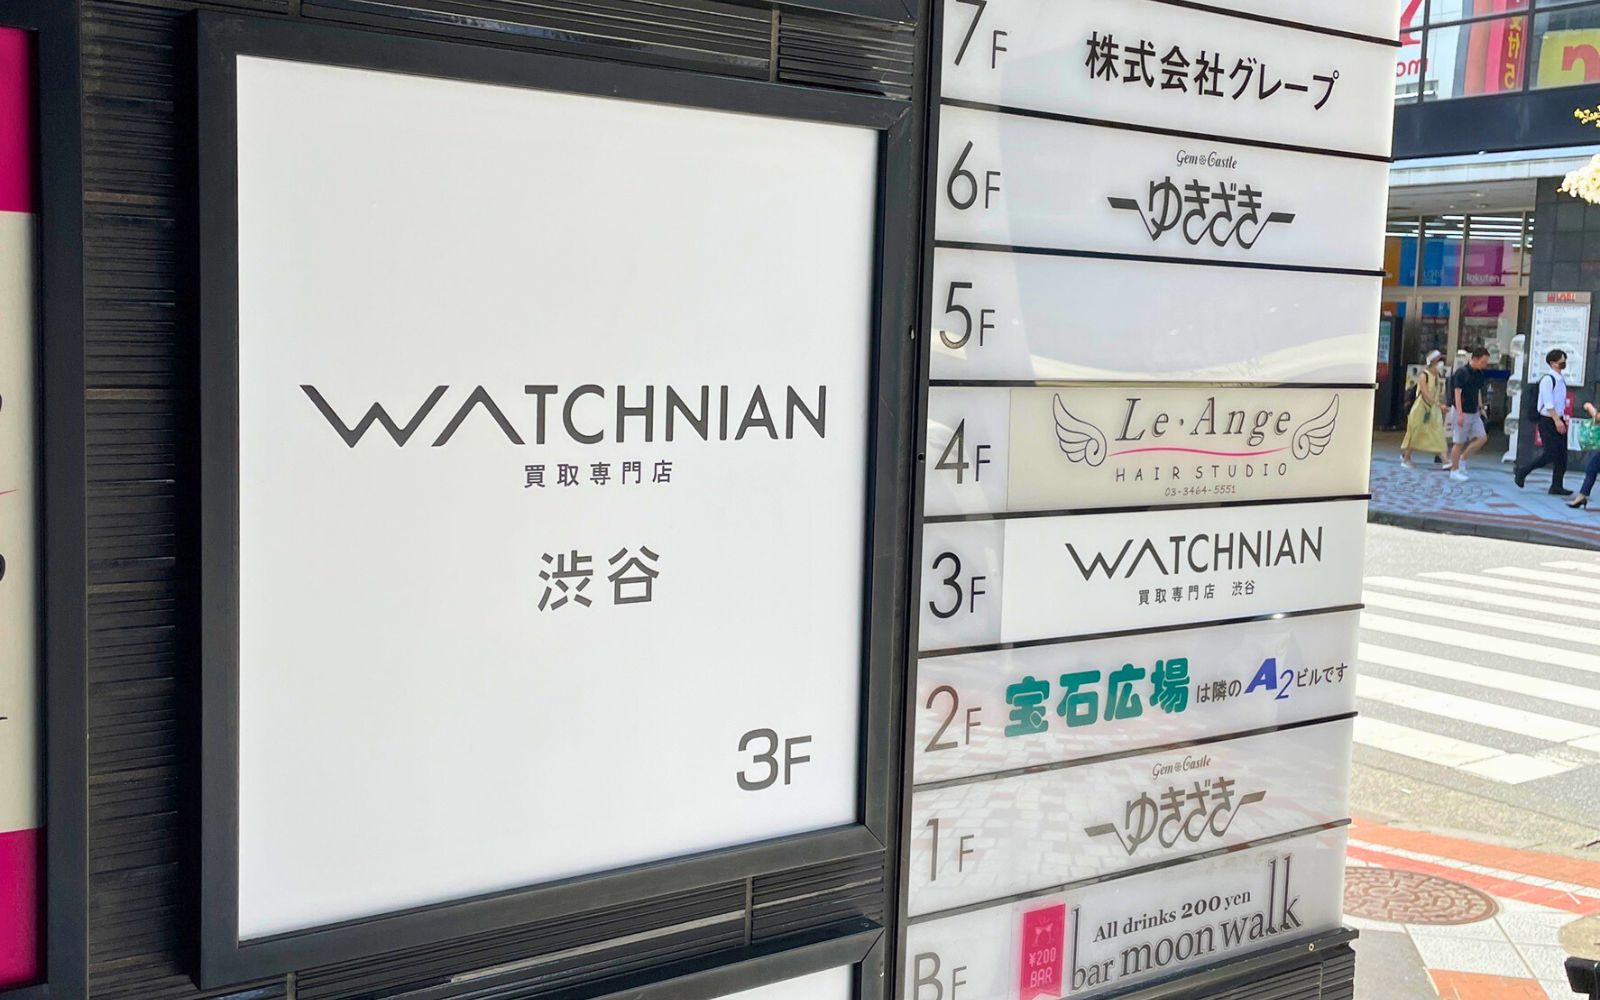 WATCHNIAN
買取専門店
渋谷
3F
7F 株式会社グレープ
6F Gem Castle
ゆきざき
5F
4F Le・Ange
HAIR STUDIO
03-3464-5551
3F WATCHNIAN
買取専門店 渋谷
2F 宝石広場は隣のA2ビルです
1F Gem Castle
ゆきざき
BF ¥200 BAR
All drinks 200 yen
bar moon walk
Rakuten